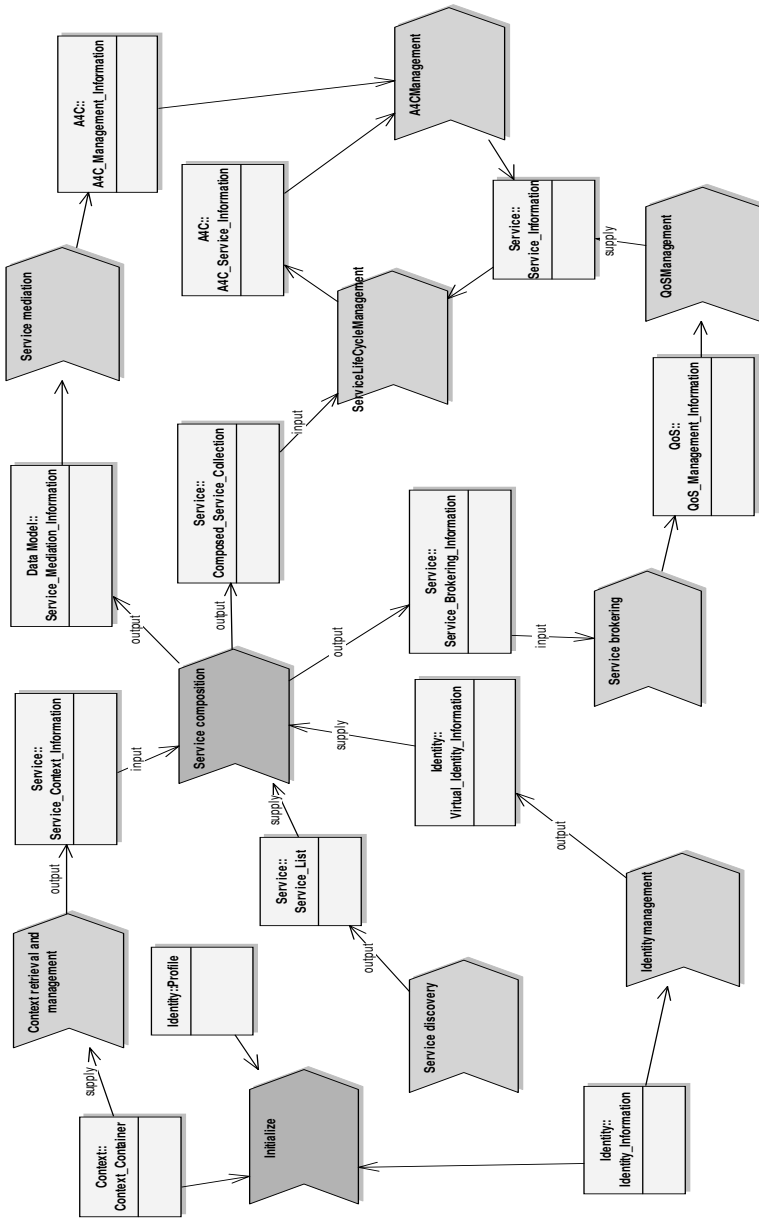 Context::
Context_Container
supply
Context retrieval and
management
output
Service::
Service_Context_Information
input
Data Model::
Service_Mediation_Information
output
Service mediation
A4C::
A4C_Management_Information
Identity::Profile
Initialize
Service composition
output
Service::
Composed_Service_Collection
input
ServiceLifeCycleManagement
A4C::
A4C_Service_Information
A4CManagement
Service::
Service_List
supply
output
Service discovery
supply
Identity::
Virtual_Identity_Information
output
Service::
Service_Brokering_Information
input
Service::
Service_Information
supply
QoSManagement
Identity::
Identity_Information
Identity management
output
Service brokering
QoS::
QoS_Management_Information